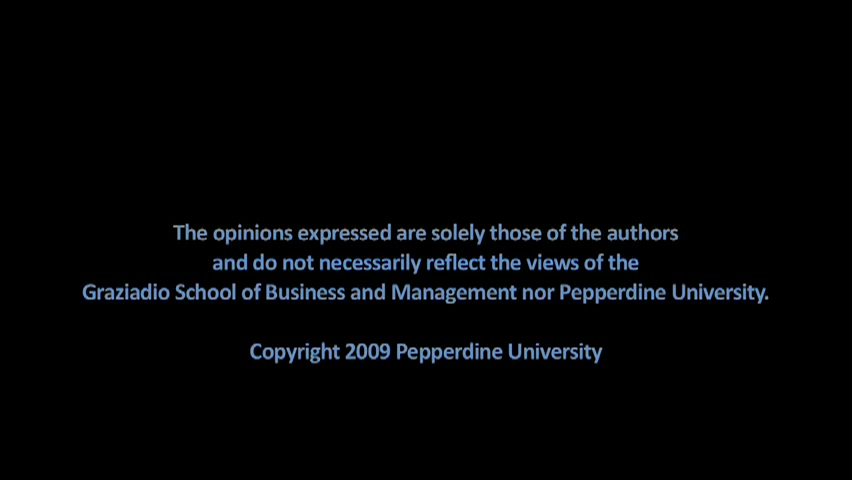 The opinions expressed are solely those of the authors
and do not necessarily reflect the views of the
Graziadio School of Business and Management nor Pepperdine University.
Copyright 2009 Pepperdine University